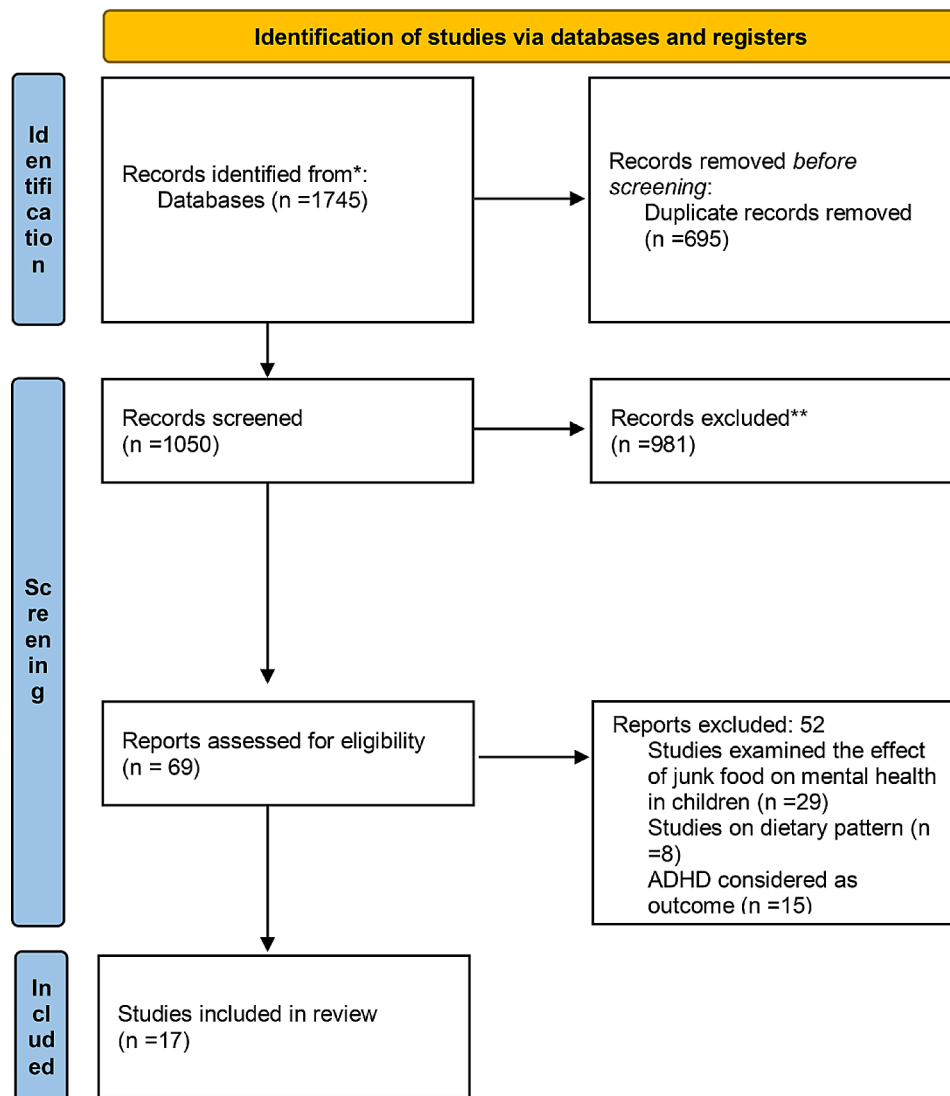 Identification of studies via databases and registers
Id
en
tifi
ca
tio
n
Records identified from*:
Databases (n =1745)
Records removed before
screening:
Duplicate records removed
(n =695)
Sc
re
en
in
g
Records screened
(n =1050)
Records excluded**
(n =981)
Reports assessed for eligibility
(n = 69)
Reports excluded: 52
Studies examined the effect
of junk food on mental health
in children (n =29)
Studies on dietary pattern (n
=8)
ADHD considered as
outcome (n =15)
In
cl
ud
ed
Studies included in review
(n =17)